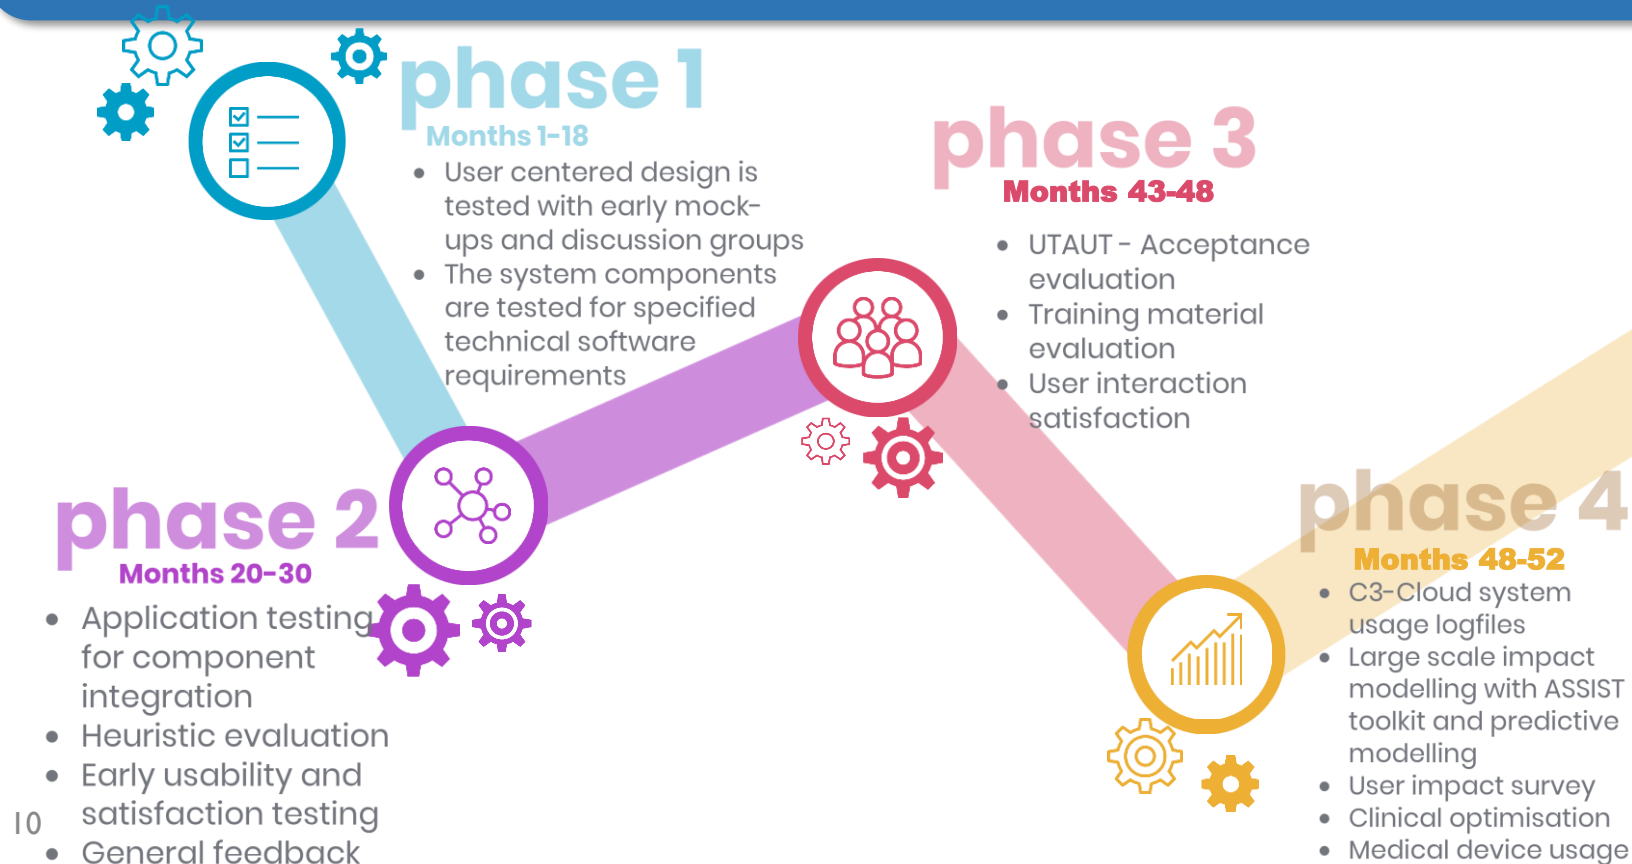 phase 1
Months 1-18
• User centered design is
tested with early mock-
ups and discussion groups
• The system components
are tested for specified
technical software
requirements
phase 2
Months 20-30
• Application testing
for component
integration
• Heuristic evaluation
• Early usability and
satisfaction testing
• General feedback
phase 3
Months 43-48
• UTAUT - Acceptance
evaluation
• Training material
evaluation
• User interaction
satisfaction
phase 4
Months 48-52
• C3-Cloud system
usage logfiles
• Large scale impact
modelling with ASSIST
toolkit and predictive
modelling
• User impact survey
• Clinical optimisation
• Medical device usage
10